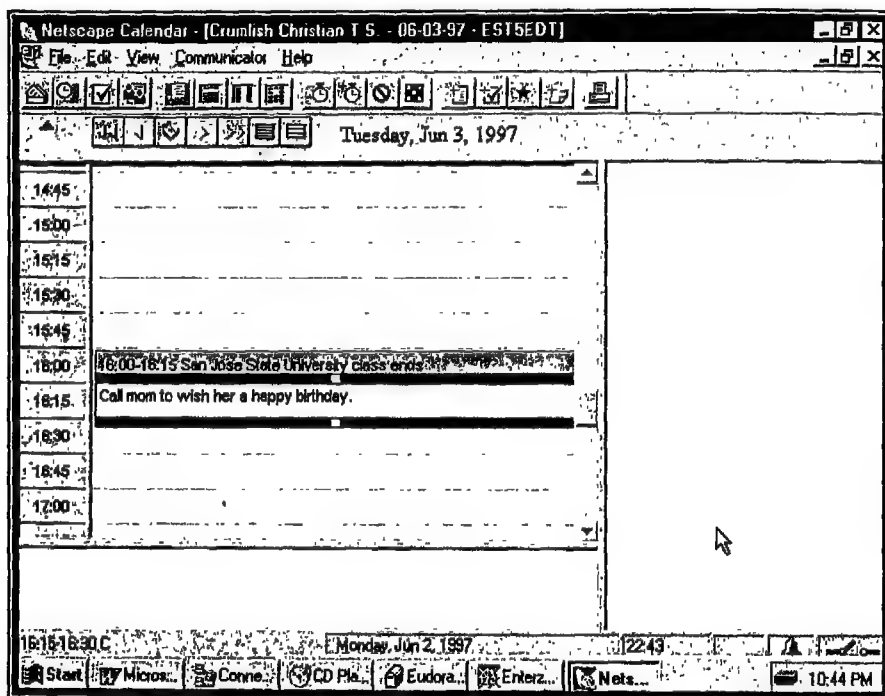 Netscape Calendar - [Crumlish Christian T S. - 06-03-97 - EST5EDT]
File Edit View Communicator Help
Tuesday, Jun 3, 1997
14:45
15:00
15:15
15:30
15:45
16:00 16:00-16:15 San Jose State University class ends
16:15 Call mom to wish her a happy birthday.
16:30
16:45
17:00
16:15-16:30 C Monday, Jun 2, 1997 22:43
Start Micros... Conne... CD Pla... Eudora... Enterz... Nets... 10:44 PM